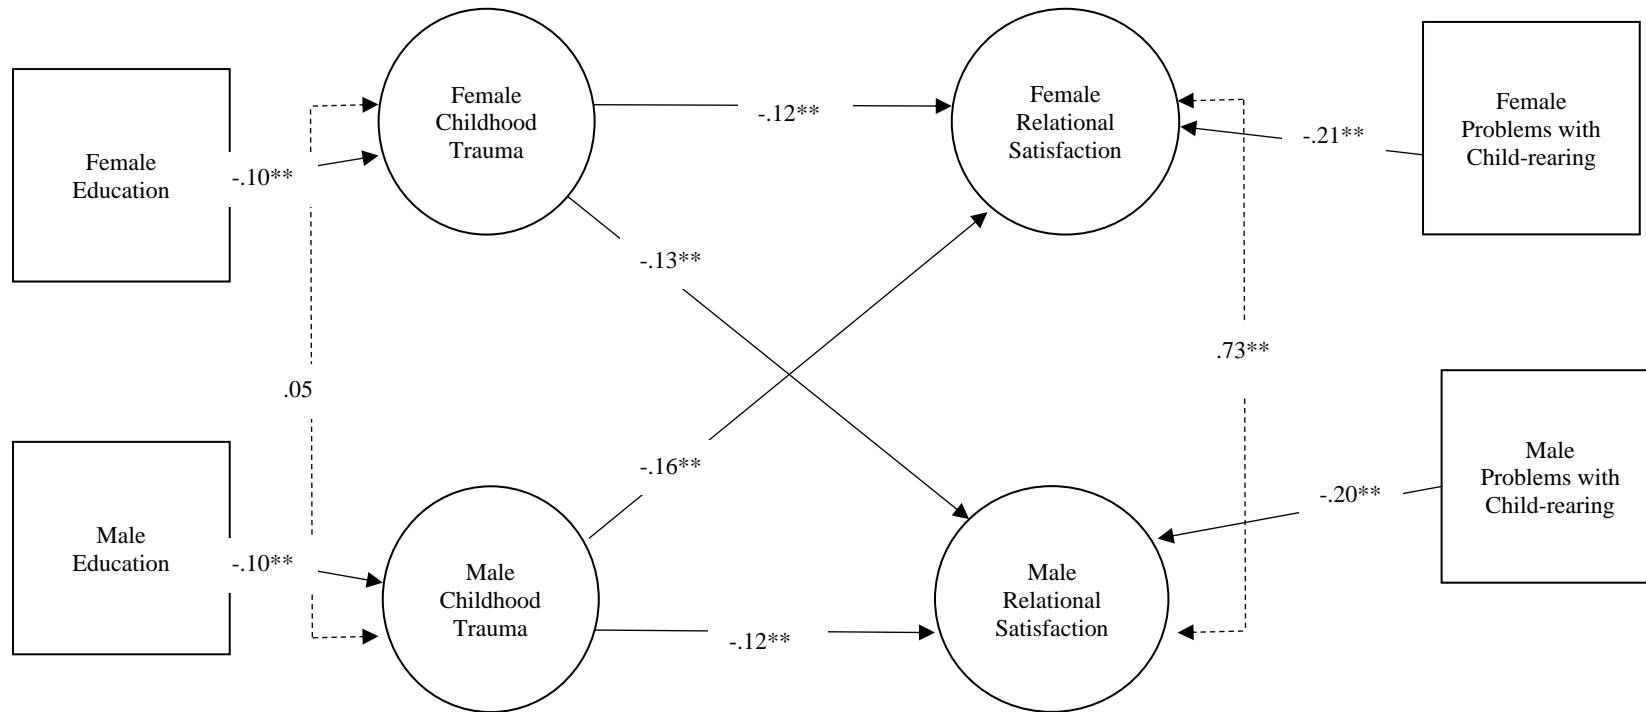 Female
Education
-.10**
Female
Childhood
Trauma
-.12**
Female
Relational
Satisfaction
-.21**
Female
Problems with
Child-rearing
-.13**
.05
.73**
-.16**
Male
Education
-.10**
Male
Childhood
Trauma
-.12**
Male
Relational
Satisfaction
-.20**
Male
Problems with
Child-rearing